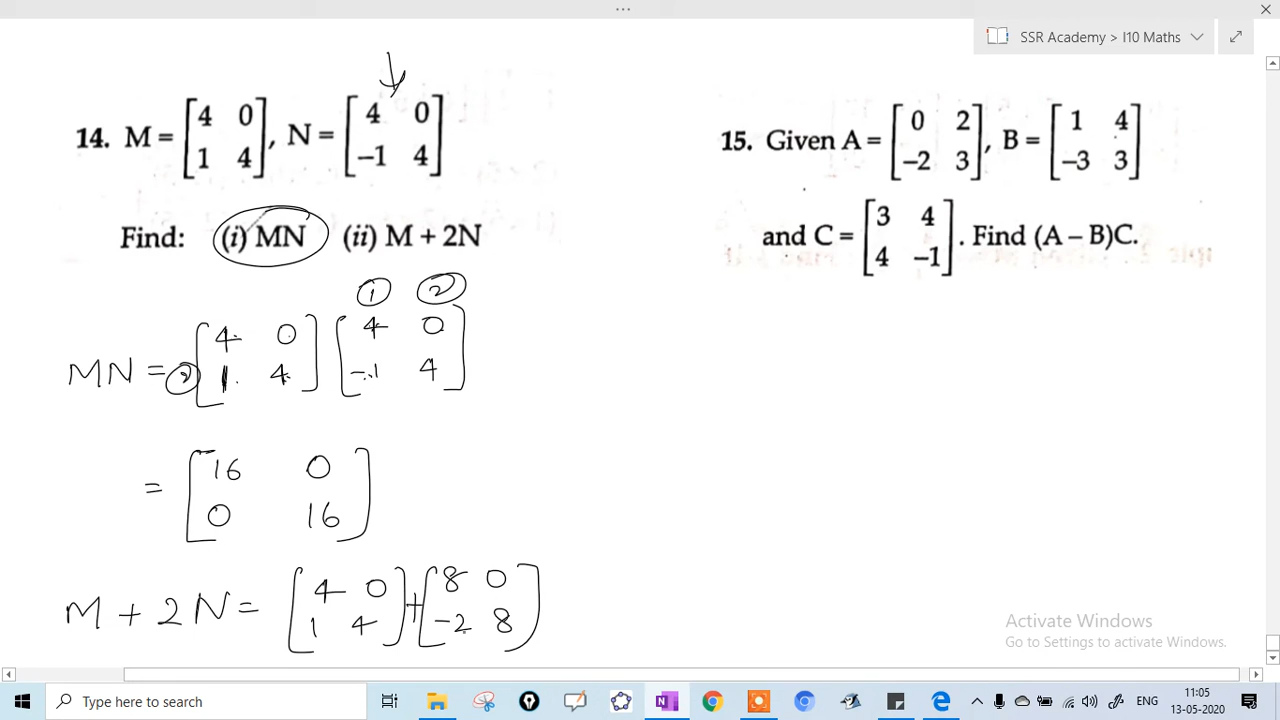 SSR Academy > I10 Maths
14. M = [4 0; 1 4], N = [4 0; –1 4]
Find: (i) MN (ii) M + 2N
15. Given A = [0 2; –2 3], B = [1 4; –3 3]
and C = [3 4; 4 –1]. Find (A – B)C.
1 2
MN = [4 0; 1 4] [4 0; -1 4]
= [16 0; 0 16]
M + 2N = [4 0; 1 4] + [8 0; -2 8]
Activate Windows
Go to Settings to activate Windows.
Type here to search
ENG
11:05
13-05-2020